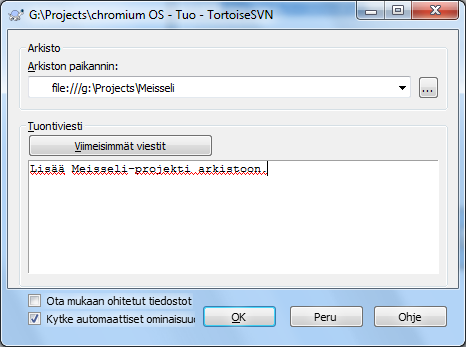 G:\Projects\chromium OS - Tuo - TortoiseSVN
Arkisto
Arkiston paikannin:
file:///g:\Projects\Meisseli
...
Tuontiviesti
Viimeisimmät viestit
Lisää Meisseli-projekti arkistoon.
Ota mukaan ohitetut tiedostot
Kytke automaattiset ominaisuu
OK
Peru
Ohje